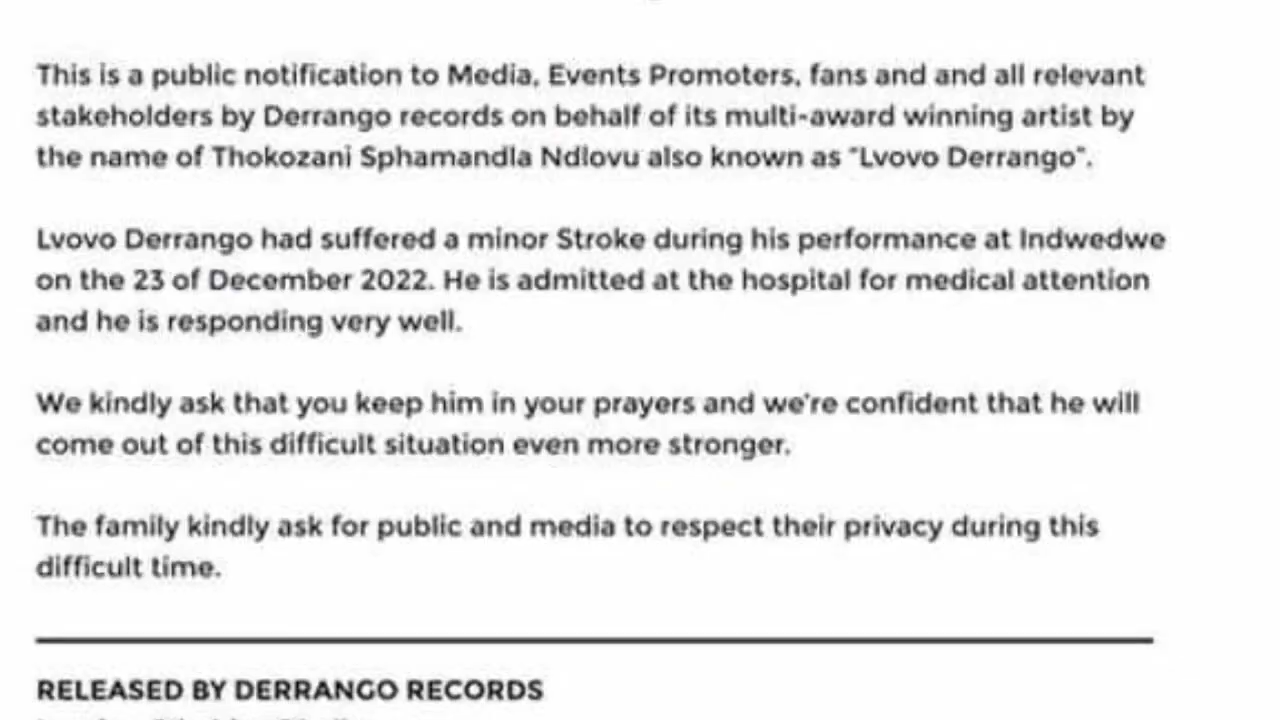 This is a public notification to Media, Events Promoters, fans and and all relevant
stakeholders by Derrango records on behalf of its multi-award winning artist by
the name of Thokozani Sphamandla Ndlovu also known as "Lvovo Derrango".
Lvovo Derrango had suffered a minor Stroke during his performance at Indwedwe
on the 23 of December 2022. He is admitted at the hospital for medical attention
and he is responding very well.
We kindly ask that you keep him in your prayers and we're confident that he will
come out of this difficult situation even more stronger.
The family kindly ask for public and media to respect their privacy during this
difficult time.
RELEASED BY DERRANGO RECORDS